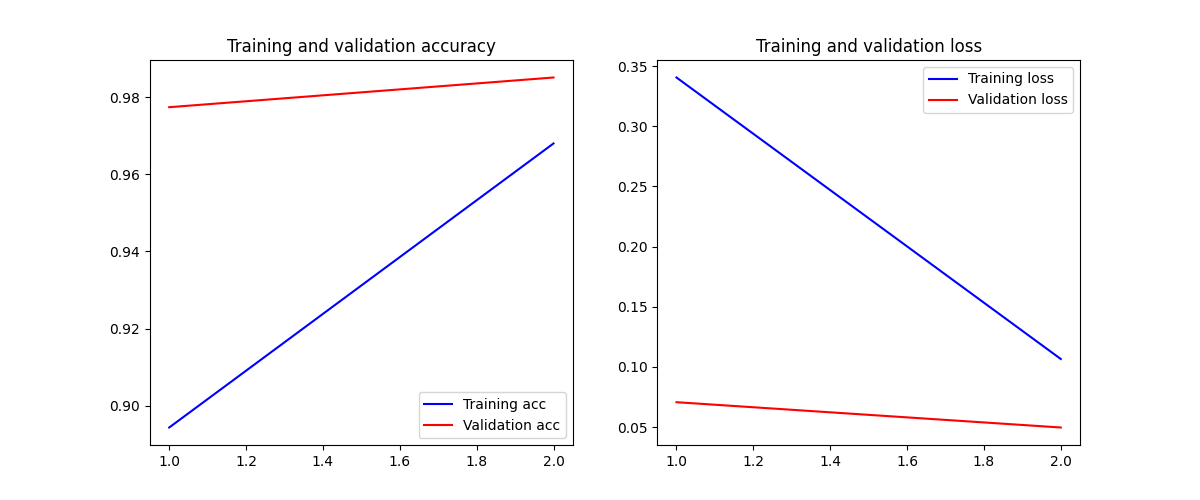 Training and validation accuracy
0.98
0.96
0.94
0.92
0.90
1.0 1.2 1.4 1.6 1.8 2.0
Training acc
Validation acc
Training and validation loss
0.35
0.30
0.25
0.20
0.15
0.10
0.05
1.0 1.2 1.4 1.6 1.8 2.0
Training loss
Validation loss